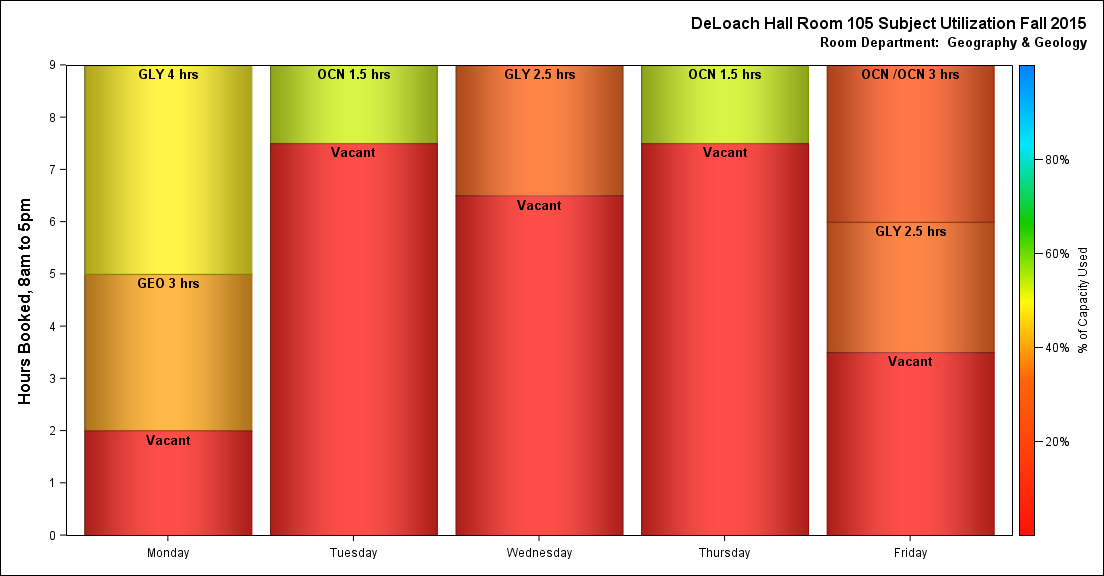 DeLoach Hall Room 105 Subject Utilization Fall 2015
Room Department: Geography & Geology
Hours Booked, 8am to 5pm
9
8
7
6
5
4
3
2
1
0
GLY 4 hrs
GEO 3 hrs
Vacant
OCN 1.5 hrs
Vacant
GLY 2.5 hrs
Vacant
OCN 1.5 hrs
Vacant
OCN /OCN 3 hrs
GLY 2.5 hrs
Vacant
Monday
Tuesday
Wednesday
Thursday
Friday
80%
60%
40%
20%
% of Capacity Used